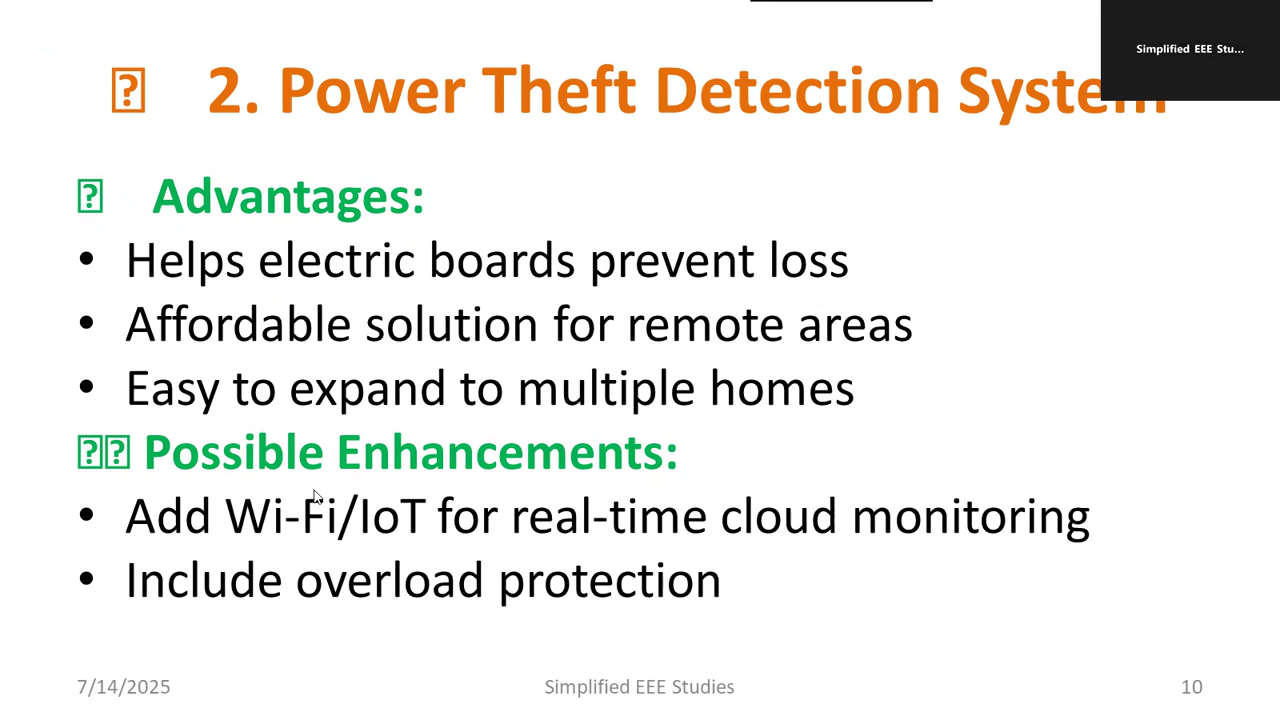 Simplified EEE Stu...
2. Power Theft Detection System
Advantages:
• Helps electric boards prevent loss
• Affordable solution for remote areas
• Easy to expand to multiple homes
Possible Enhancements:
• Add Wi-Fi/IoT for real-time cloud monitoring
• Include overload protection
7/14/2025
Simplified EEE Studies
10